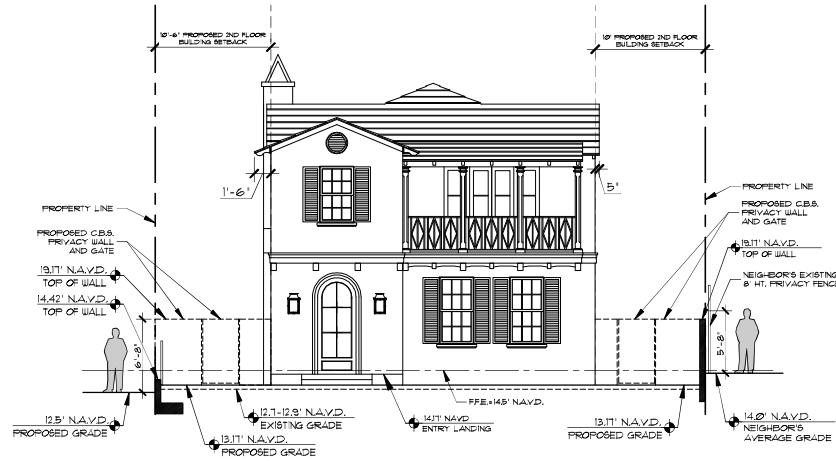 10'-6" PROPOSED 2ND FLOOR
BUILDING SETBACK
10' PROPOSED 2ND FLOOR
BUILDING SETBACK
1'-6"
5"
PROPERTY LINE
PROPOSED C.B.S.
PRIVACY WALL
AND GATE
19.17' N.A.V.D.
TOP OF WALL
14.42' N.A.V.D.
TOP OF WALL
6'-8"
PROPERTY LINE
PROPOSED C.B.S.
PRIVACY WALL
AND GATE
19.17' N.A.V.D.
TOP OF WALL
NEIGHBOR'S EXISTING
8' HT. PRIVACY FENC
5'-8"
12.5' N.A.V.D.
PROPOSED GRADE
12.7-12.9' N.A.V.D.
EXISTING GRADE
13.17' N.A.V.D.
PROPOSED GRADE
F.F.E.=14.5' N.A.V.D.
14.17' NAVD
ENTRY LANDING
13.17' N.A.V.D.
PROPOSED GRADE
14.0' N.A.V.D.
NEIGHBOR'S
AVERAGE GRADE